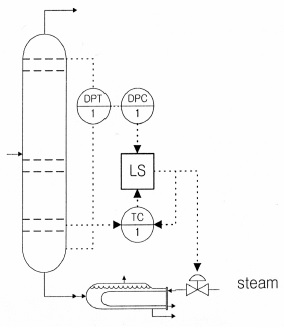 DPT DPC
1 1
LS
TC
1
steam